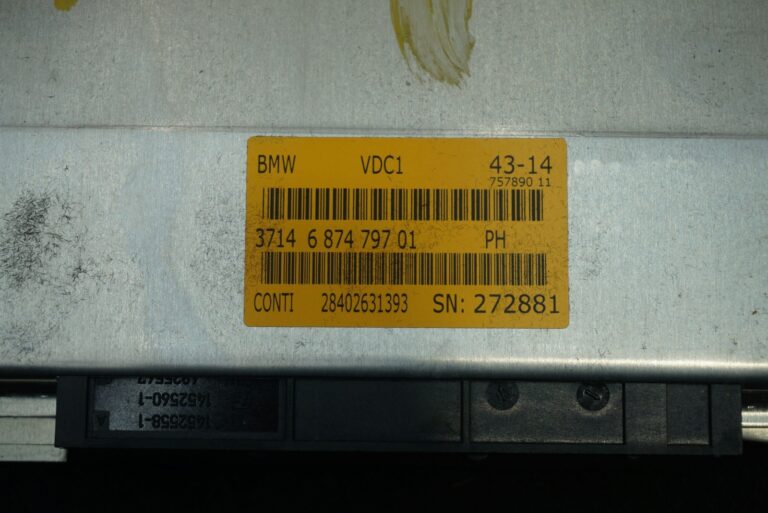 BMW VDC1 43-14
757890 11
3714 6 874 797 01 PH
CONTI 28402631393 SN: 272881
1452558-1
1452560-1